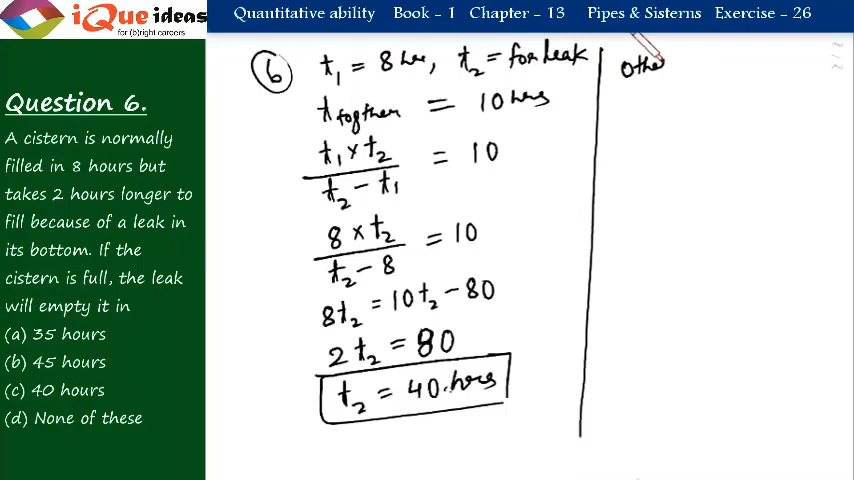 iQue ideas
for (b)right careers
Quantitative ability Book - 1 Chapter - 13 Pipes & Sisterns Exercise - 26
Question 6.
A cistern is normally
filled in 8 hours but
takes 2 hours longer to
fill because of a leak in
its bottom. If the
cistern is full, the leak
will empty it in
(a) 35 hours
(b) 45 hours
(c) 40 hours
(d) None of these
6 t₁ = 8 hrs, t₂ = for leak
t together = 10 hrs
t₁ × t₂ / t₂ - t₁ = 10
8 × t₂ / t₂ - 8 = 10
8t₂ = 10t₂ - 80
2t₂ = 80
t₂ = 40 hrs
Othe